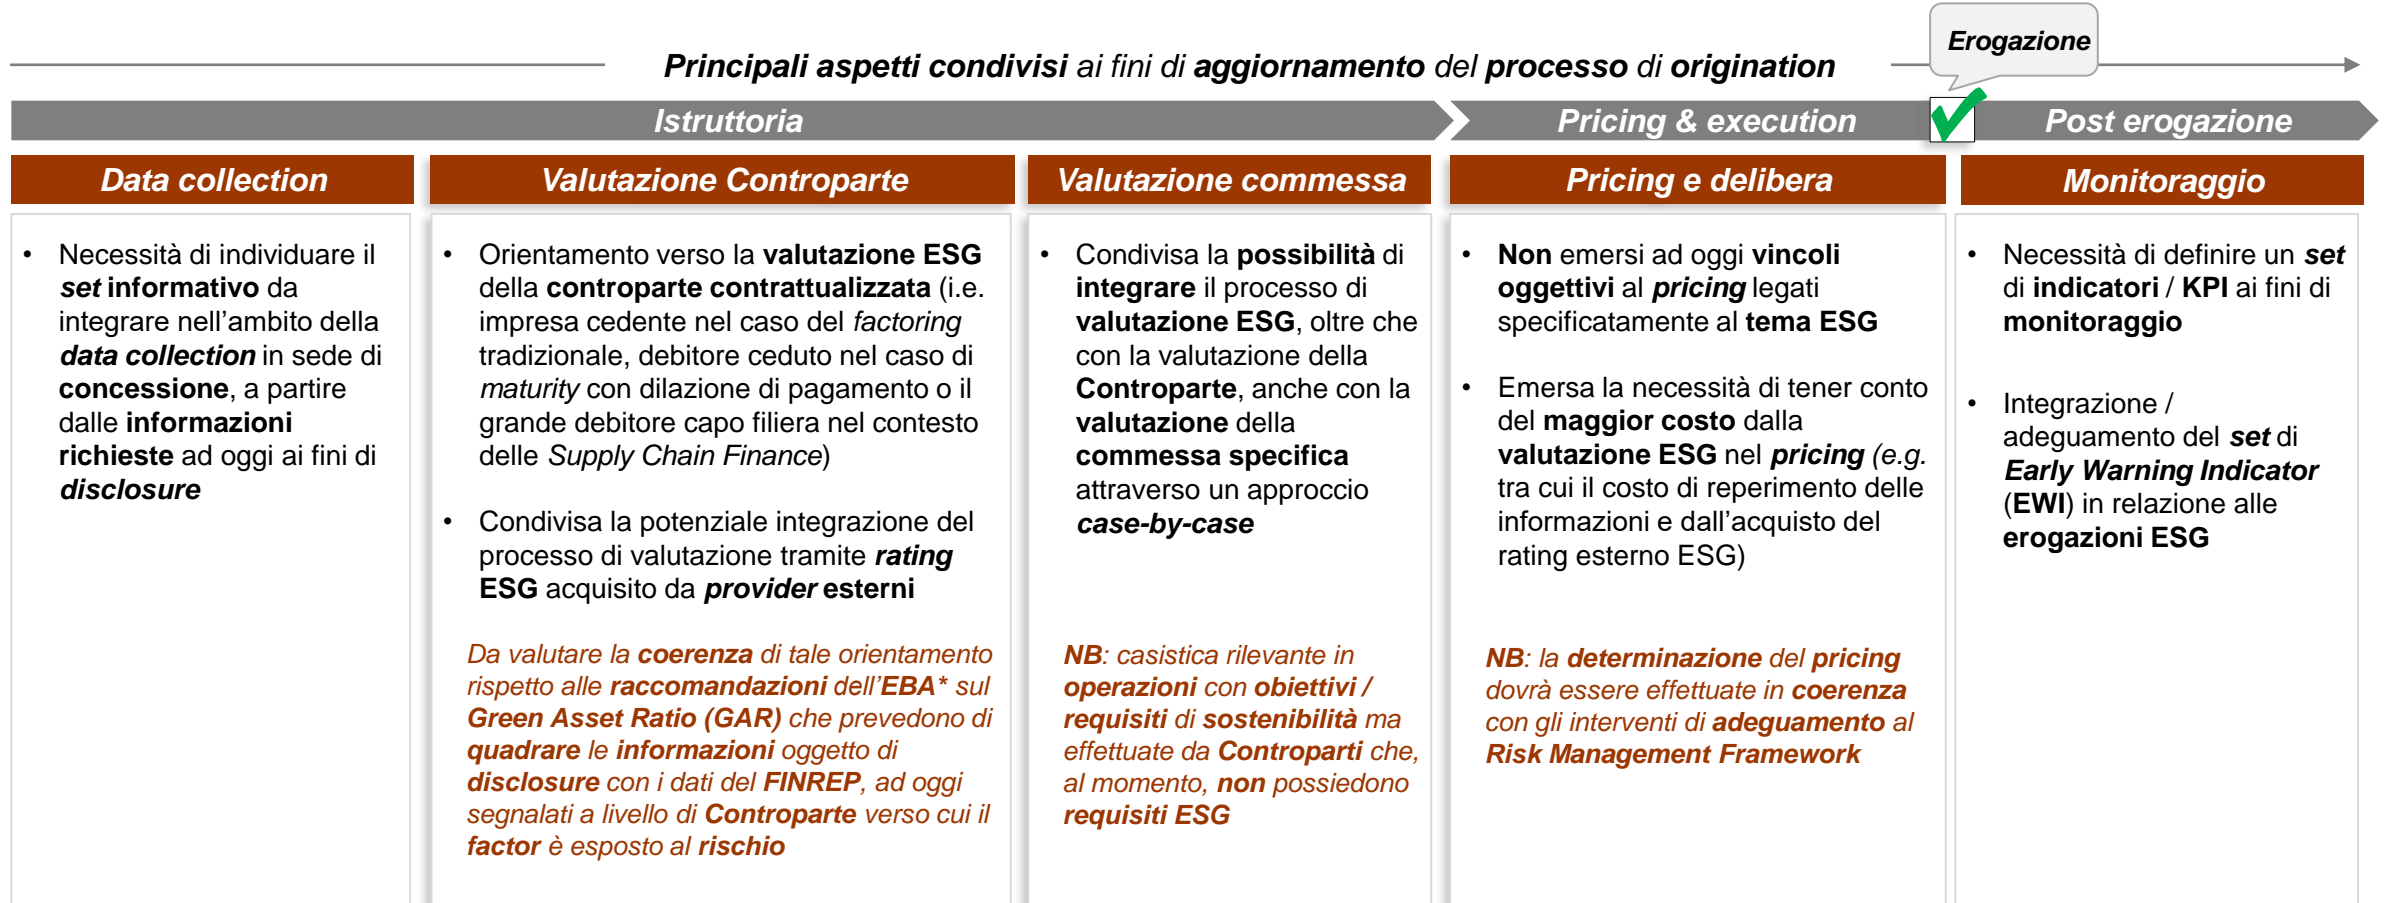 Erogazione
Principali aspetti condivisi ai fini di aggiornamento del processo di origination
Istruttoria
Pricing & execution
Post erogazione
Data collection
• Necessità di individuare il
set informativo da
integrare nell'ambito della
data collection in sede di
concessione, a partire
dalle informazioni
richieste ad oggi ai fini di
disclosure
Valutazione Controparte
• Orientamento verso la valutazione ESG
della controparte contrattualizzata (i.e.
impresa cedente nel caso del factoring
tradizionale, debitore ceduto nel caso di
maturity con dilazione di pagamento o il
grande debitore capo filiera nel contesto
delle Supply Chain Finance)
• Condivisa la potenziale integrazione del
processo di valutazione tramite rating
ESG acquisito da provider esterni
Da valutare la coerenza di tale orientamento
rispetto alle raccomandazioni dell'EBA* sul
Green Asset Ratio (GAR) che prevedono di
quadrare le informazioni oggetto di
disclosure con i dati del FINREP, ad oggi
segnalati a livello di Controparte verso cui il
factor è esposto al rischio
Valutazione commessa
• Condivisa la possibilità di
integrare il processo di
valutazione ESG, oltre che
con la valutazione della
Controparte, anche con la
valutazione della
commessa specifica
attraverso un approccio
case-by-case
NB: casistica rilevante in
operazioni con obiettivi /
requisiti di sostenibilità ma
effettuate da Controparti che,
al momento, non possiedono
requisiti ESG
Pricing e delibera
• Non emersi ad oggi vincoli
oggettivi al pricing legati
specificatamente al tema ESG
• Emersa la necessità di tener conto
del maggior costo dalla
valutazione ESG nel pricing (e.g.
tra cui il costo di reperimento delle
informazioni e dall'acquisto del
rating esterno ESG)
NB: la determinazione del pricing
dovrà essere effettuate in coerenza
con gli interventi di adeguamento al
Risk Management Framework
Monitoraggio
• Necessità di definire un set
di indicatori / KPI ai fini di
monitoraggio
• Integrazione /
adeguamento del set di
Early Warning Indicator
(EWI) in relazione alle
erogazioni ESG